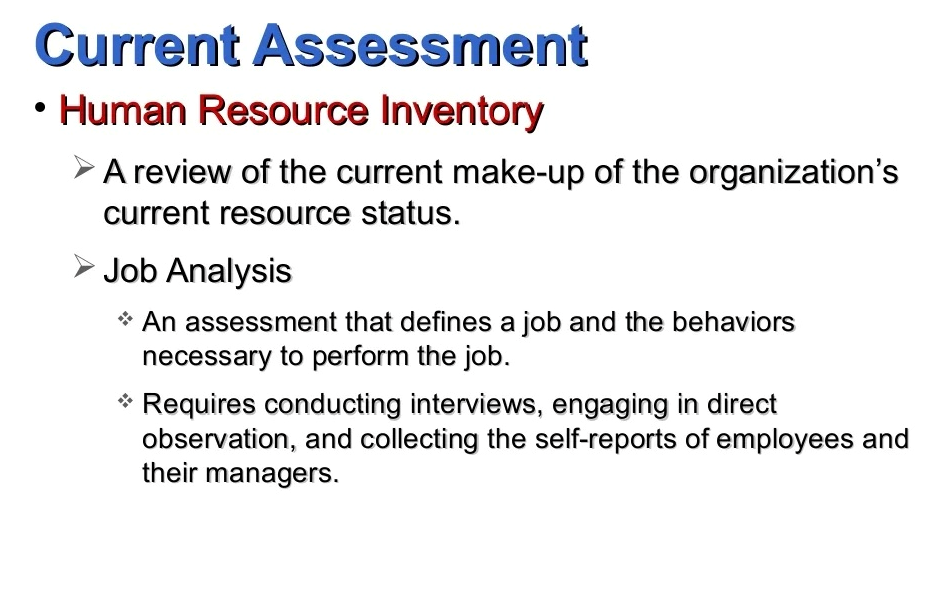 Current Assessment
• Human Resource Inventory
➢ A review of the current make-up of the organization’s
current resource status.
➢ Job Analysis
❖ An assessment that defines a job and the behaviors
necessary to perform the job.
❖ Requires conducting interviews, engaging in direct
observation, and collecting the self-reports of employees and
their managers.